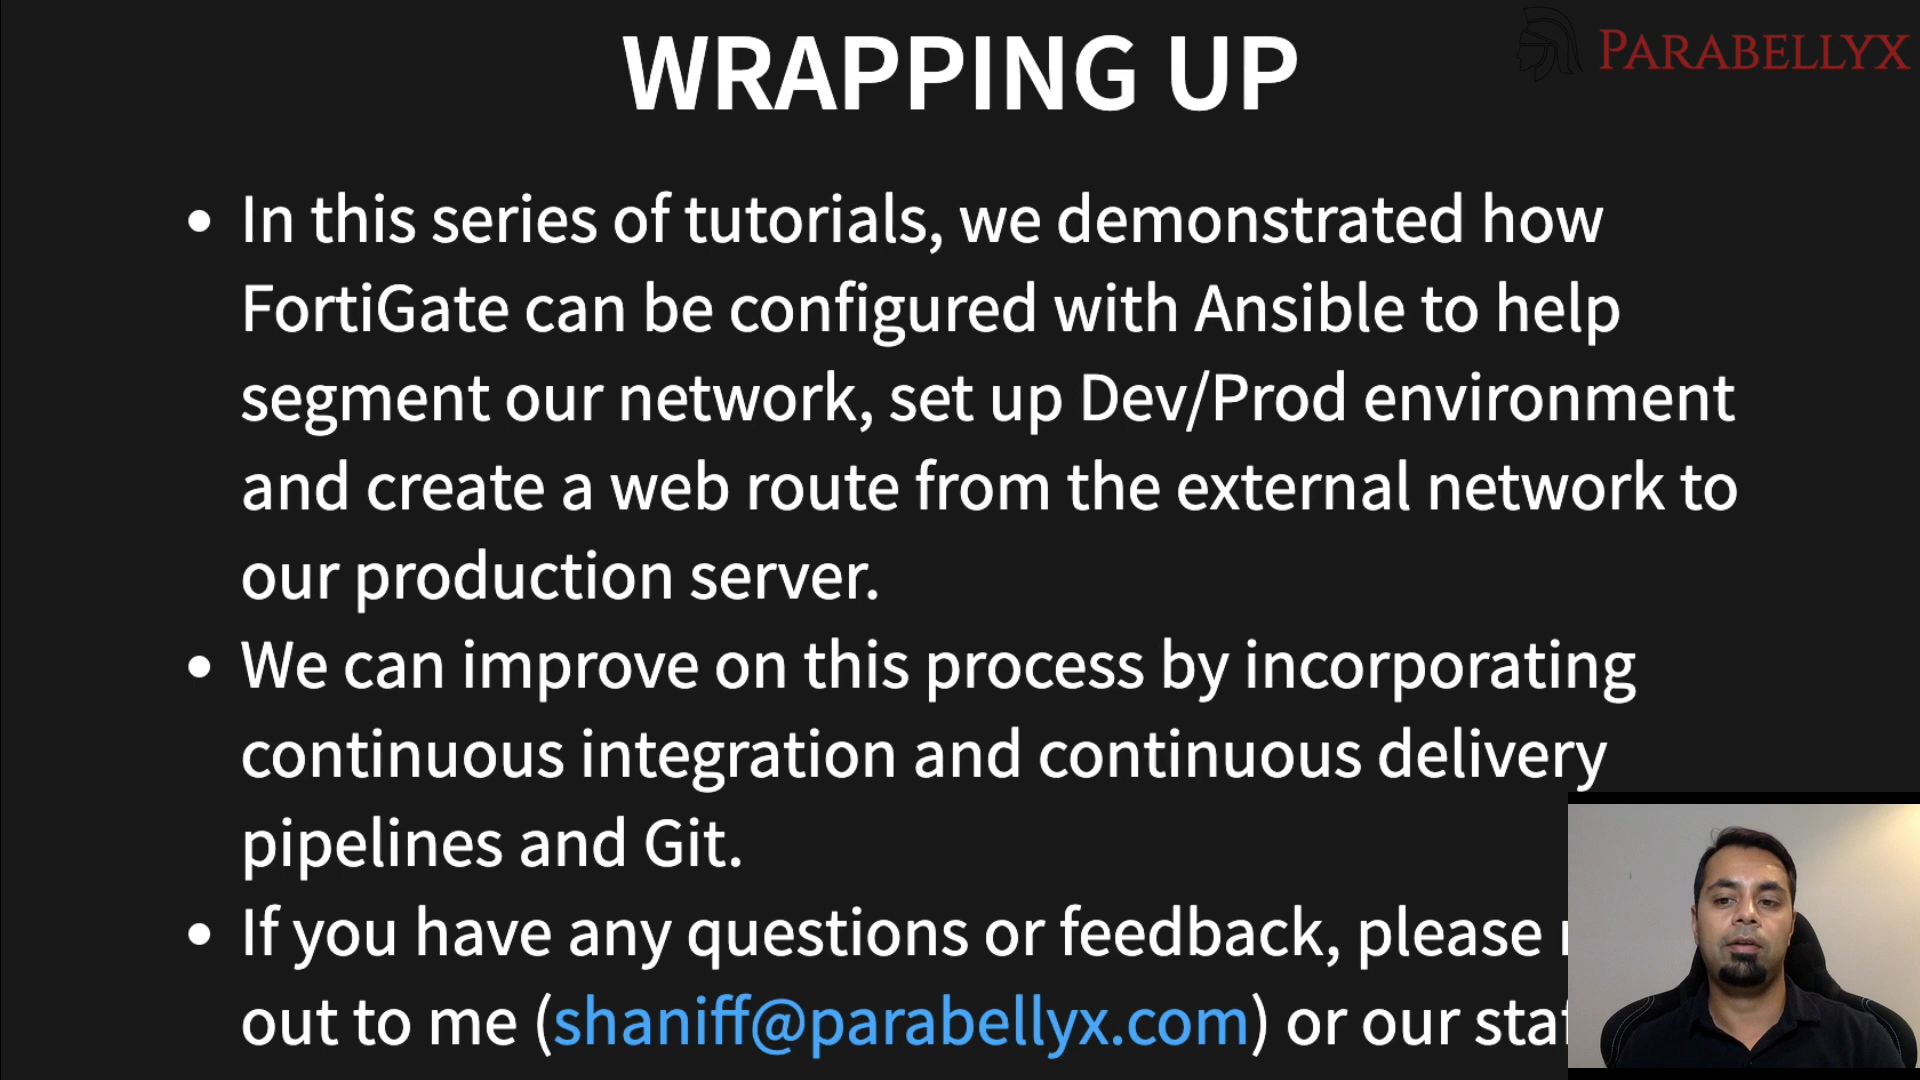 WRAPPING UP
PARABELLYX
• In this series of tutorials, we demonstrated how
FortiGate can be configured with Ansible to help
segment our network, set up Dev/Prod environment
and create a web route from the external network to
our production server.
• We can improve on this process by incorporating
continuous integration and continuous delivery
pipelines and Git.
• If you have any questions or feedback, please
out to me (shaniff@parabellyx.com) or our